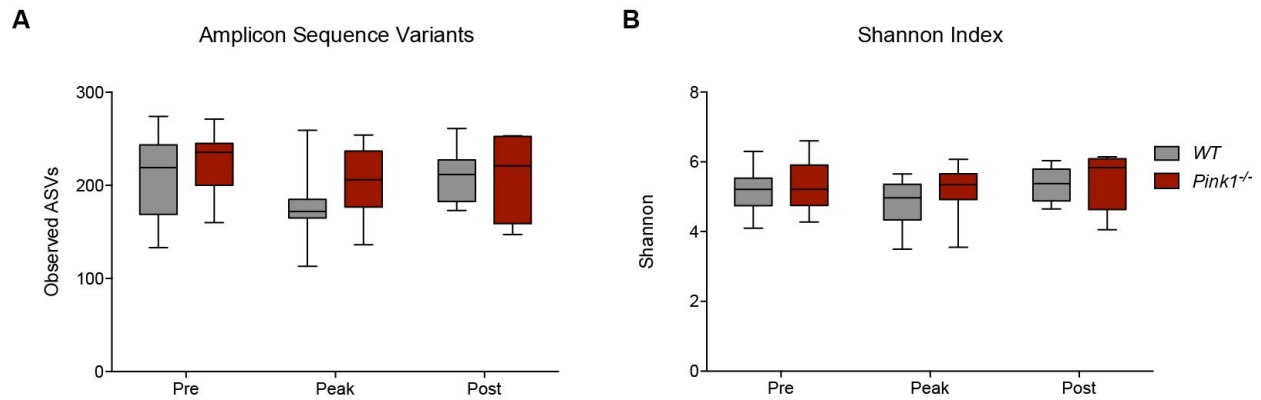 A
Amplicon Sequence Variants
Observed ASVs
300
200
100
0
Pre
Peak
Post
B
Shannon Index
Shannon
8
6
4
2
0
Pre
Peak
Post
WT
Pink1-/-